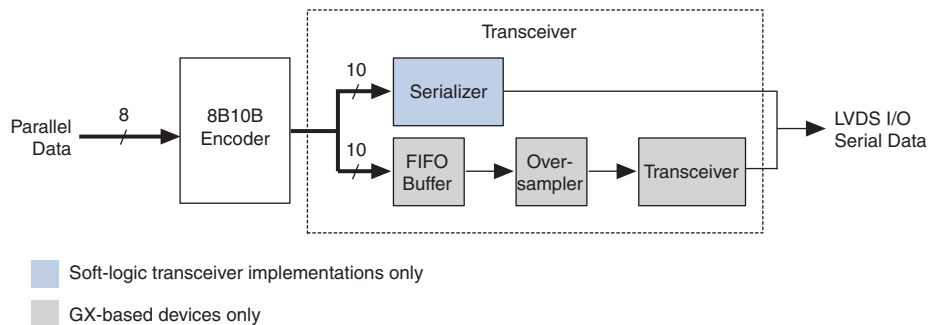 Transceiver
Parallel
Data
8
8B10B
Encoder
10
Serializer
10
FIFO
Buffer
Over-
sampler
Transceiver
LVDS I/O
Serial Data
Soft-logic transceiver implementations only
GX-based devices only